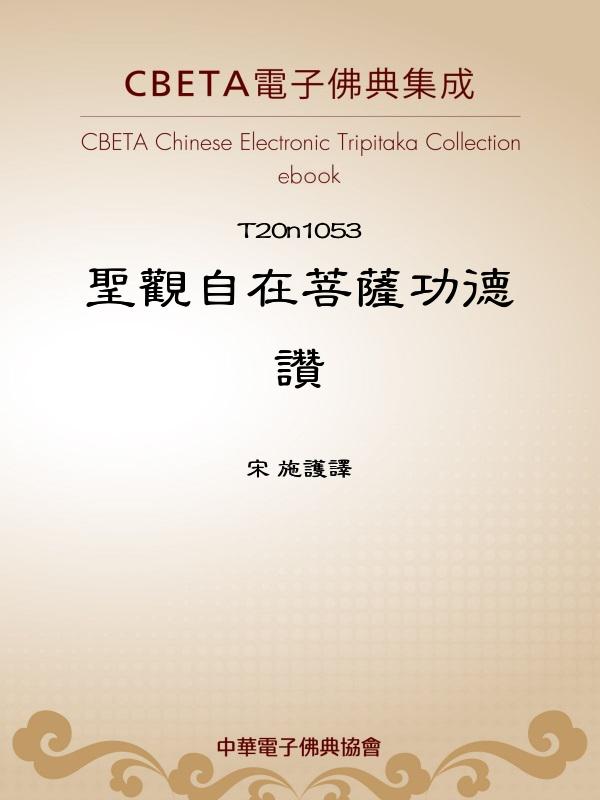 CBETA電子佛典集成
CBETA Chinese Electronic Tripitaka Collection
ebook
T20n1053
聖觀自在菩薩功德
讚
宋 施護譯
中華電子佛典協會